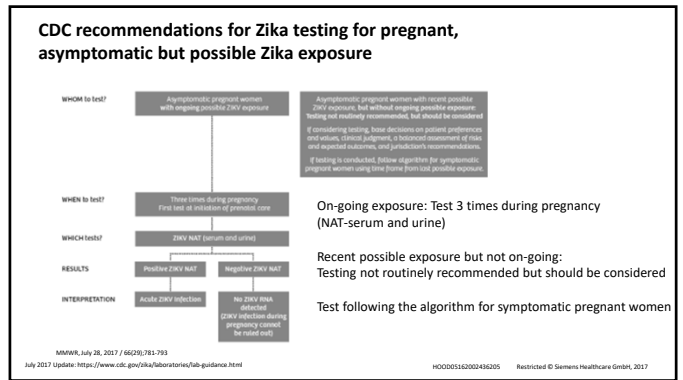 CDC recommendations for Zika testing for pregnant,
asymptomatic but possible Zika exposure
WHOM to test?
Asymptomatic pregnant women
with ongoing possible ZIKV exposure
Asymptomatic pregnant women with recent possible
ZIKV exposure, but without ongoing exposure:
Testing not routinely recommended, but should be considered
If considering testing, base decisions on patient preferences
and values, clinical judgment, a balanced assessment of risks
and expected outcomes, and jurisdiction's recommendations.
If testing is conducted, follow algorithm for symptomatic
pregnant women using time frame from last possible exposure.
WHEN to test?
Three times during pregnancy
First test at initiation of prenatal care
On-going exposure: Test 3 times during pregnancy
(NAT-serum and urine)
WHICH tests?
ZIKV NAT (serum and urine)
Recent possible exposure but not on-going:
Testing not routinely recommended but should be considered
RESULTS
Positive ZIKV NAT
Negative ZIKV NAT
INTERPRETATION
Acute ZIKV Infection
No ZIKV RNA
detected
(ZIKV infection during
pregnancy cannot
be ruled out)
Test following the algorithm for symptomatic pregnant women
MMWR, July 28, 2017 / 66(29);781-793
July 2017 Update: https://www.cdc.gov/zika/laboratories/lab-guidance.html
HOOD05162002436205
Restricted © Siemens Healthcare GmbH, 2017